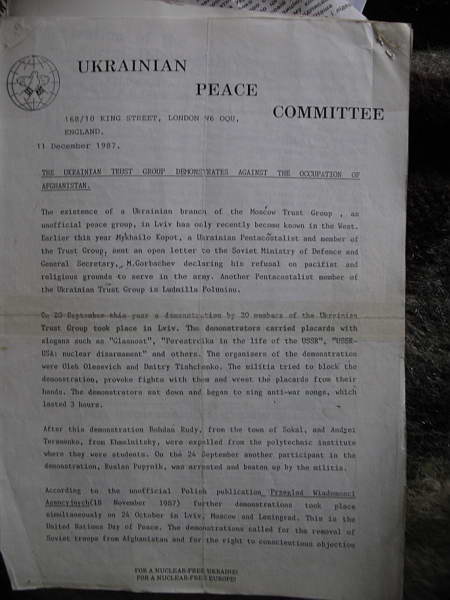 UKRAINIAN
PEACE
COMMITTEE
168/10 KING STREET, LONDON W6 OQU,
ENGLAND.
11 December 1987.
THE UKRAINIAN TRUST GROUP DEMONSTRATES AGAINST THE OCCUPATION OF
AFGHANISTAN.
The existence of a Ukrainian branch of the Moscow Trust Group , an
unofficial peace group, in Lviv has only recently become known in the West.
Earlier this year Mykhailo Kopot, a Ukrainian Pentacostalist and member of
the Trust Group, sent an open letter to the Soviet Ministry of Defence and
General Secretary, M.Gorbachev declaring his refusal on pacifist and
religious grounds to serve in the army. Another Pentacostalist member of
the Ukrainian Trust Group is Ludmilla Poluniou.
On 20 September this year a demonstration by 20 members of the Ukrainian
Trust Group took place in Lviv. The demonstrators carried placards with
slogans such as "Glasnost", "Perestroika in the life of the USSR", "USSR-
USA: nuclear disarmament" and others. The organisers of the demonstration
were Oleh Olesevich and Dmitry Tishchenko. The militia tried to block the
demonstration, provoke fights with them and wrest the placards from their
hands. The demonstrators sat down and began to sing anti-war songs, which
lasted 3 hours.
After this demonstration Bohdan Rudy, from the town of Sokal, and Andrei
from Khmelnitsky, were expelled from the polytechnic institute
where they were students. On the 24 September another participant in the
demonstration, Ruslan was arrested and beaten up by the militia.
According to the unofficial Polish publication Przeglad Wiadomosci
Agencyjnych(18 November 1987) further demonstrations took place
simultaneously on 24 October in Lviv, Moscow and Leningrad. This is the
United Nations Day of Peace. The demonstrations called for the removal of
Soviet troops from Afghanistan and for the right to conscientious objection
FOR A NUCLEAR-FREE UKRAINE!
FOR A NUCLEAR-FREE EUROPE!